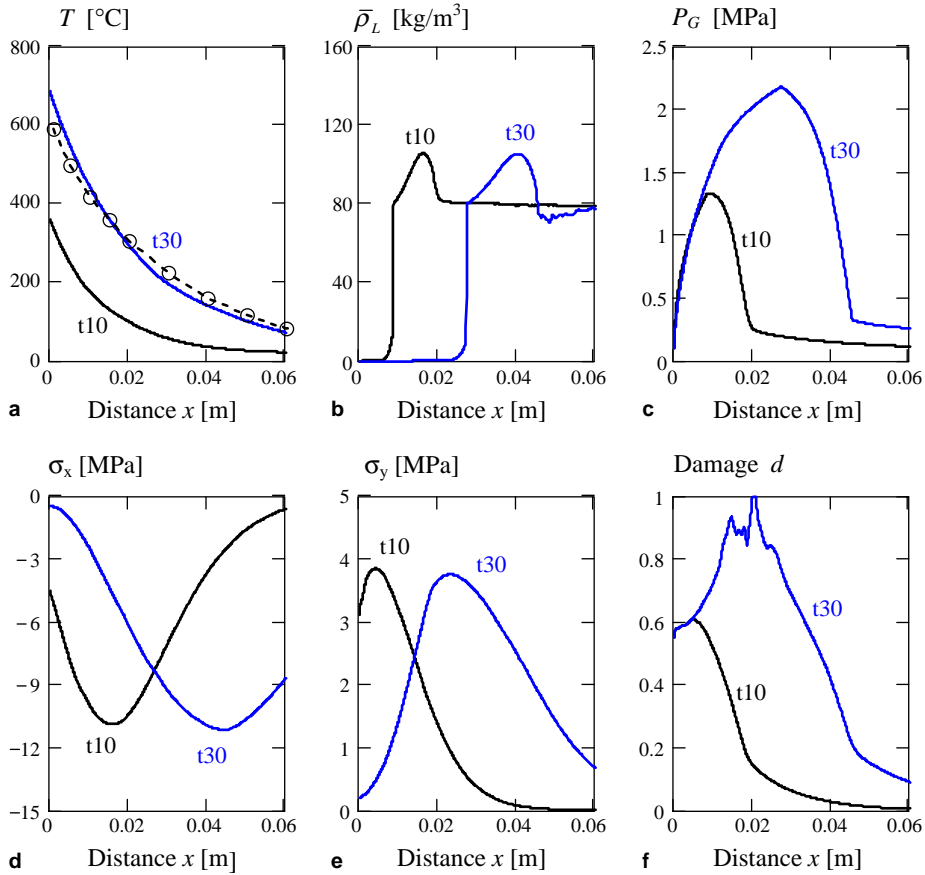 T [°C]
800
600
400
200
0
t30
t10
0 0.02 0.04 0.06
a Distance x [m]
ρ̅L [kg/m³]
160
120
80
40
0
t10
t30
0 0.02 0.04 0.06
b Distance x [m]
PG [MPa]
2.5
2
1.5
1
0.5
0
t30
t10
0 0.02 0.04 0.06
c Distance x [m]
σx [MPa]
0
−3
−6
−9
−12
−15
t10
t30
0 0.02 0.04 0.06
d Distance x [m]
σy [MPa]
5
4
3
2
1
0
t10
t30
0 0.02 0.04 0.06
e Distance x [m]
Damage d
1
0.8
0.6
0.4
0.2
0
t30
t10
0 0.02 0.04 0.06
f Distance x [m]